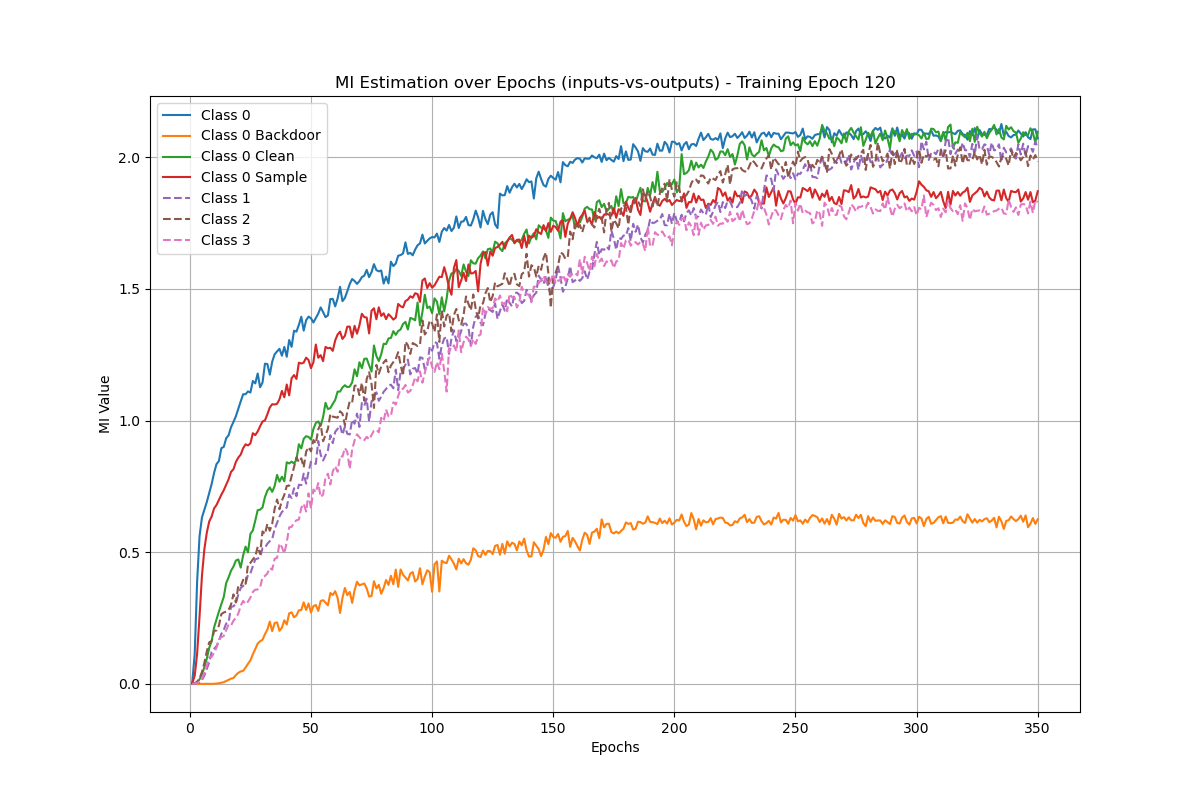 MI Estimation over Epochs (inputs-vs-outputs) - Training Epoch 120
Class 0
Class 0 Backdoor
Class 0 Clean
Class 0 Sample
Class 1
Class 2
Class 3
MI Value
2.0
1.5
1.0
0.5
0.0
0 50 100 150 200 250 300 350
Epochs